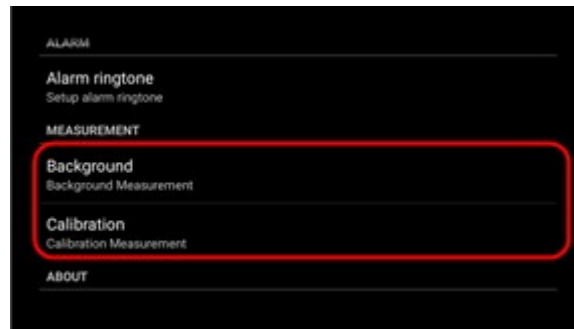 ALARM
Alarm ringtone
Setup alarm ringtone
MEASUREMENT
Background
Background Measurement
Calibration
Calibration Measurement
ABOUT